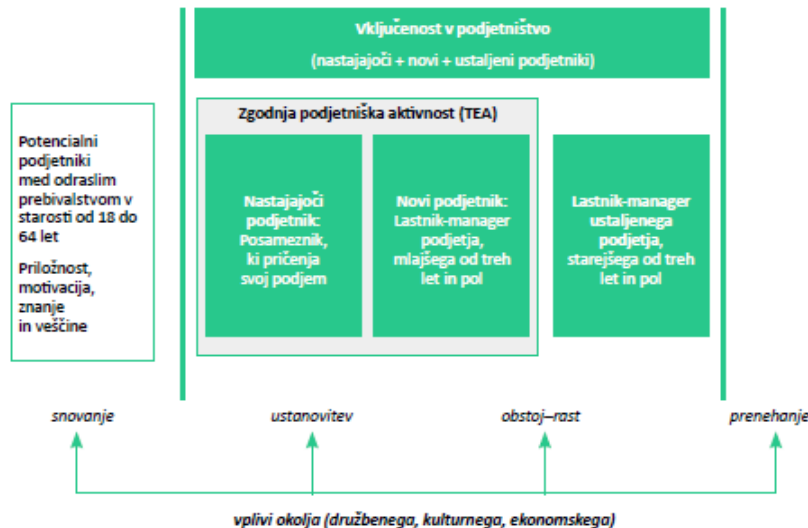 Vključenost v podjetništvo
(nastajajoči + novi + ustaljeni podjetniki)
Zgodnja podjetniška aktivnost (TEA)
Potencialni
podjetniki
med odraslim
prebivalstvom v
starosti od 18 do
64 let
Priložnost,
motivacija,
znanje
in veščine
Nastajajoči
podjetnik:
Posameznik,
ki pričenja
svoj podjem
Novi podjetnik:
Lastnik-manager
podjetja,
mlajšega od treh
let in pol
Lastnik-manager
ustaljenega
podjetja,
starejšega od treh
let in pol
snovanje
ustanovitev
obstoj–rast
prenehanje
vplivi okolja (družbenega, kulturnega, ekonomskega)